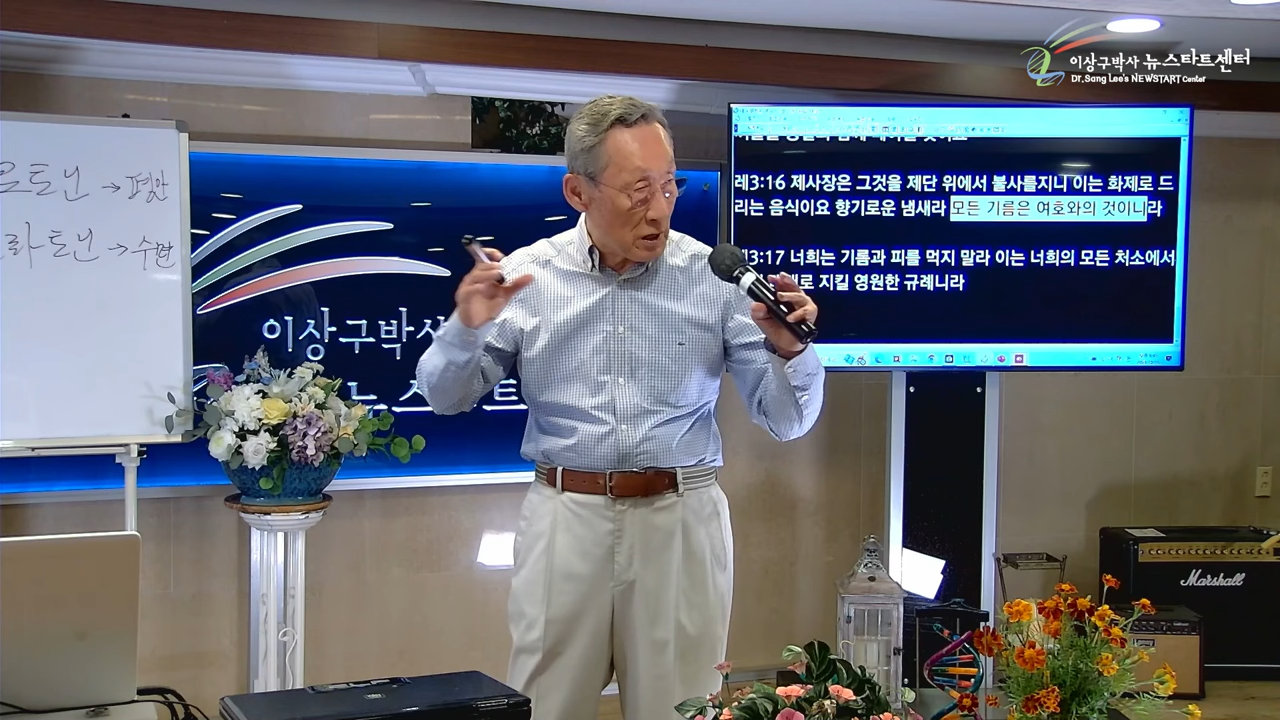 이상구박사 뉴스타트센터
Dr. Sang Lee's NEWSTART Center
레3:16 제사장은 그것을 제단 위에서 불사를지니 이는 화제로 드
리는 음식이요 향기로운 냄새라 모든 기름은 여호와의 것이니라
3:17 너희는 기름과 피를 먹지 말라 이는 너희의 모든 처소에서
대로 지킬 영원한 규례니라
토닌 → 평안
라토닌 → 수면
이상구박사
뉴스타트
Marshall
Laney